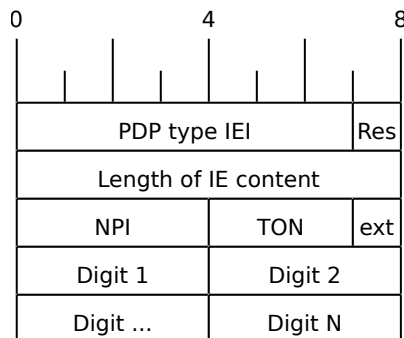 0 4 8
PDP type IEI Res
Length of IE content
NPI TON ext
Digit 1 Digit 2
Digit ... Digit N